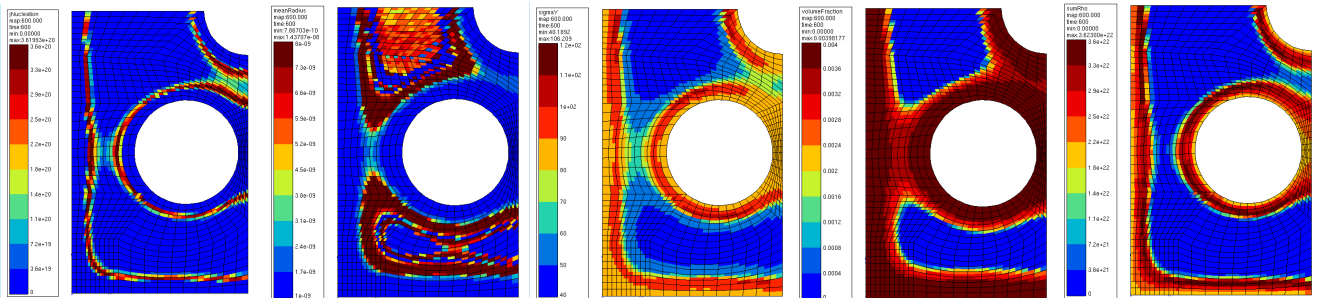 jNucleation
map:600.000
time:600
min:0.00000
max:3.61993e+20
3.6e+20
3.3e+20
2.9e+20
2.5e+20
2.2e+20
1.8e+20
1.4e+20
1.1e+20
7.2e+19
3.6e+19
0
meanRadius
map:600.000
time:600
min:7.86703e-10
max:1.43707e-08
8e-09
7.3e-09
6.6e-09
5.9e-09
5.2e-09
4.5e-09
3.8e-09
3.1e-09
2.4e-09
1.7e-09
1e-09
sigmaY
map:600.000
time:600
min:40.1892
max:106.209
1.2e+02
1.1e+02
1e+02
90
80
70
60
50
40
volumeFraction
map:600.000
time:600
min:0.00000
max:0.00398177
0.004
0.0036
0.0032
0.0028
0.0024
0.002
0.0016
0.0012
0.0008
0.0004
0
sumRho
map:600.000
time:600
min:0.00000
max:3.62300e+22
3.6e+22
3.3e+22
2.9e+22
2.5e+22
2.2e+22
1.8e+22
1.4e+22
1.1e+22
7.2e+21
3.6e+21
0